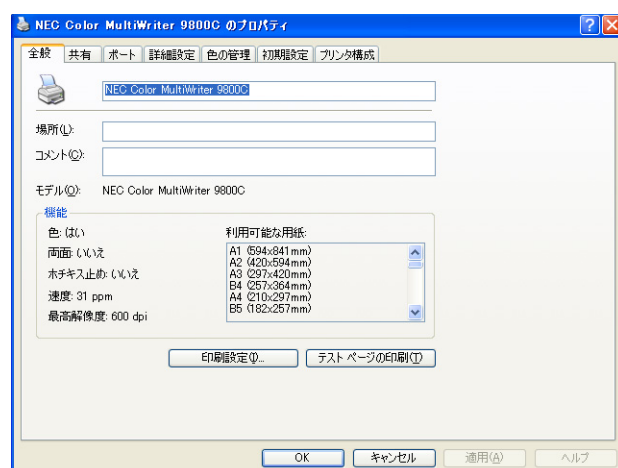 NEC Color MultiWriter 9800C のプロパティ
全般 共有 ポート 詳細設定 色の管理 初期設定 プリンタ構成
NEC Color MultiWriter 9800C
場所(L):
コメント(C):
モデル(O): NEC Color MultiWriter 9800C
機能
色: はい
両面: いいえ
ホチキス止め: いいえ
速度: 31 ppm
最高解像度: 600 dpi
利用可能な用紙:
A1 (594x841mm)
A2 (420x594mm)
A3 (297x420mm)
B4 (257x364mm)
A4 (210x297mm)
B5 (182x257mm)
印刷設定(I)... テスト ページの印刷(T)
OK キャンセル 適用(A) ヘルプ